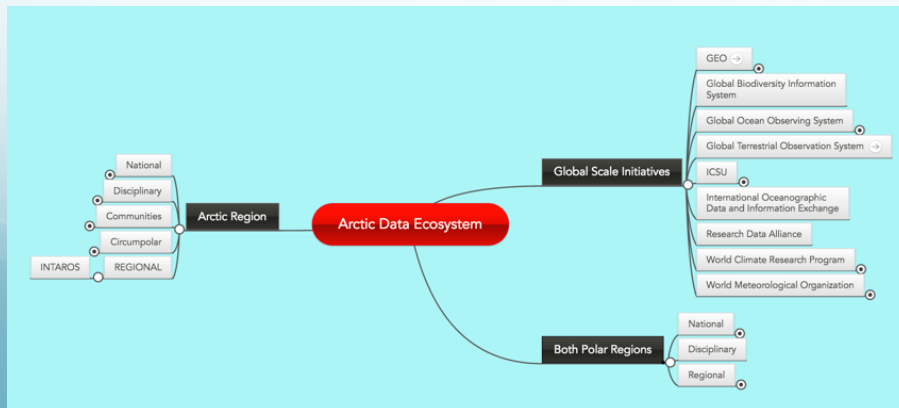 National
Disciplinary
Communities
Circumpolar
INTAROS
REGIONAL
Arctic Region
Arctic Data Ecosystem
Global Scale Initiatives
GEO
Global Biodiversity Information
System
Global Ocean Observing System
Global Terrestrial Observation System
ICSU
International Oceanographic
Data and Information Exchange
Research Data Alliance
World Climate Research Program
World Meteorological Organization
Both Polar Regions
National
Disciplinary
Regional